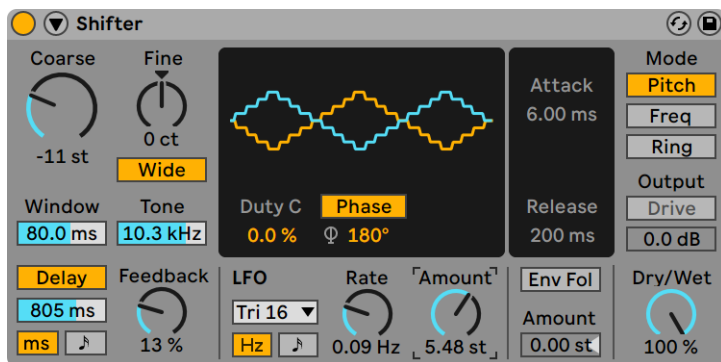 Shifter
Coarse
-11 st
Fine
0 ct
Wide
Window
80.0 ms
Tone
10.3 kHz
Delay
805 ms
ms
Feedback
13 %
Duty C
0.0 %
Phase
180°
Attack
6.00 ms
Release
200 ms
LFO
Tri 16
Hz
Rate
0.09 Hz
Amount
5.48 st
Env Fol
Amount
0.00 st
Mode
Pitch
Freq
Ring
Output
Drive
0.0 dB
Dry/Wet
100 %